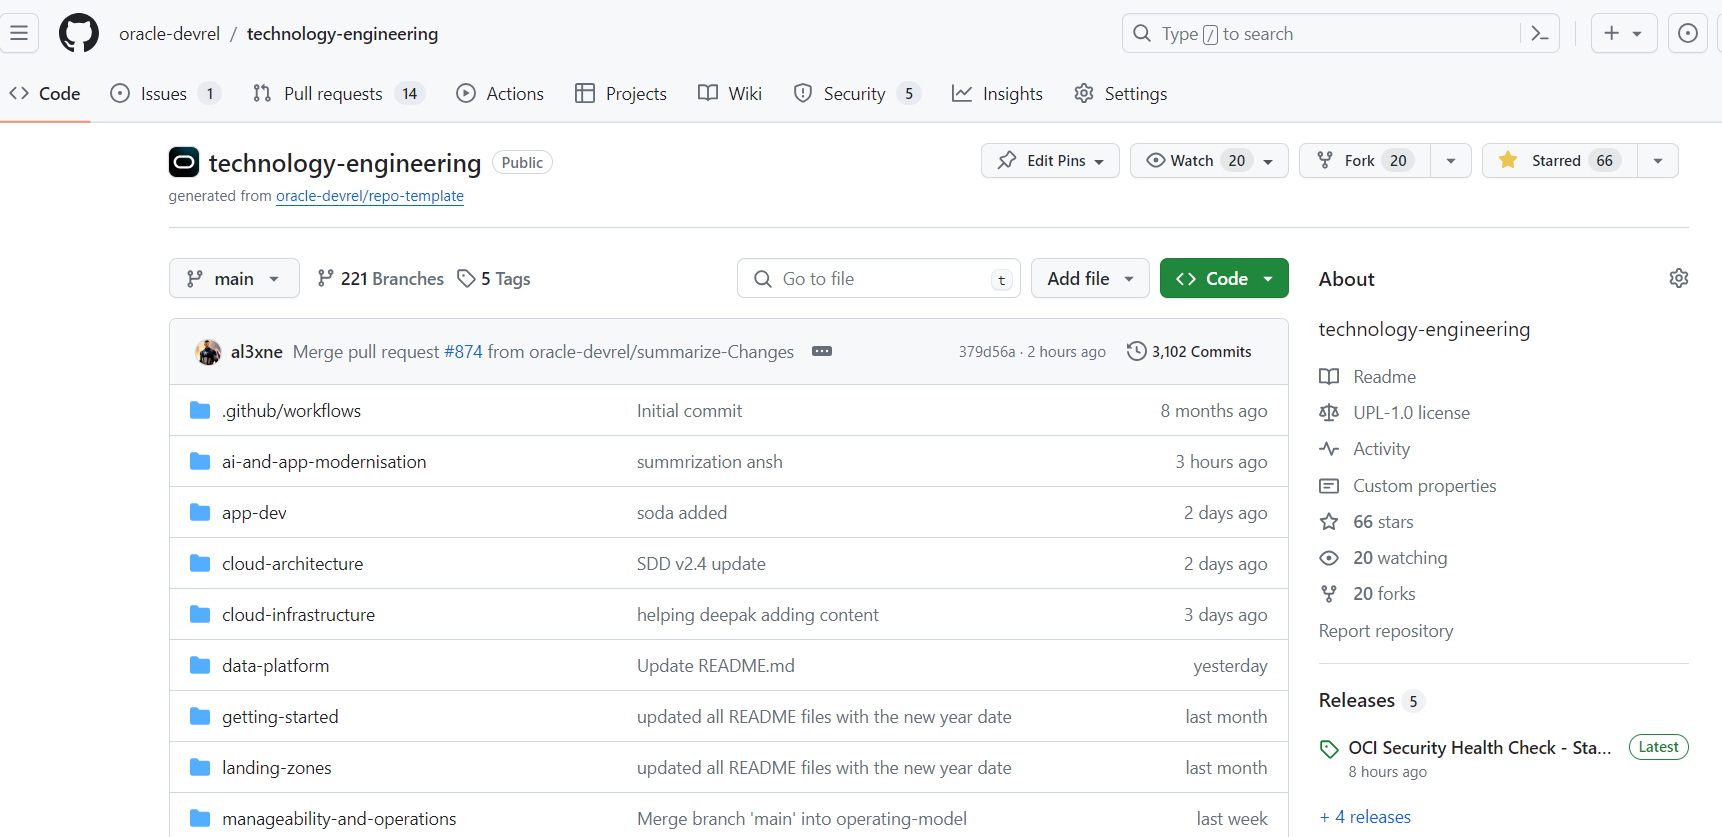 oracle-devrel / technology-engineering
Type / to search
Code Issues 1 Pull requests 14 Actions Projects Wiki Security 5 Insights Settings
technology-engineering Public
Edit Pins Watch 20 Fork 20 Starred 66
generated from oracle-devrel/repo-template
main 221 Branches 5 Tags
Go to file t
Add file
Code
al3xne Merge pull request #874 from oracle-devrel/summarize-Changes 379d56a · 2 hours ago 3,102 Commits
.github/workflows Initial commit 8 months ago
ai-and-app-modernisation summrization ansh 3 hours ago
app-dev soda added 2 days ago
cloud-architecture SDD v2.4 update 2 days ago
cloud-infrastructure helping deepak adding content 3 days ago
data-platform Update README.md yesterday
getting-started updated all README files with the new year date last month
landing-zones updated all README files with the new year date last month
manageability-and-operations Merge branch 'main' into operating-model last week
About
technology-engineering
Readme
UPL-1.0 license
Activity
Custom properties
66 stars
20 watching
20 forks
Report repository
Releases 5
OCI Security Health Check - Sta... Latest
8 hours ago
+ 4 releases